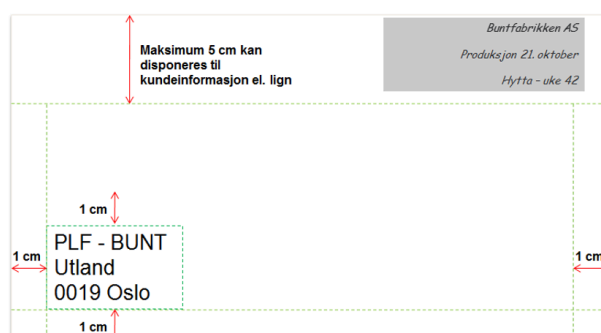 Buntfabrikken AS
Produksjon 21. oktober
Hytta – uke 42
Maksimum 5 cm kan
disponeres til
kundeinformasjon el. lign
1 cm
PLF - BUNT
Utland
0019 Oslo
1 cm
1 cm
1 cm